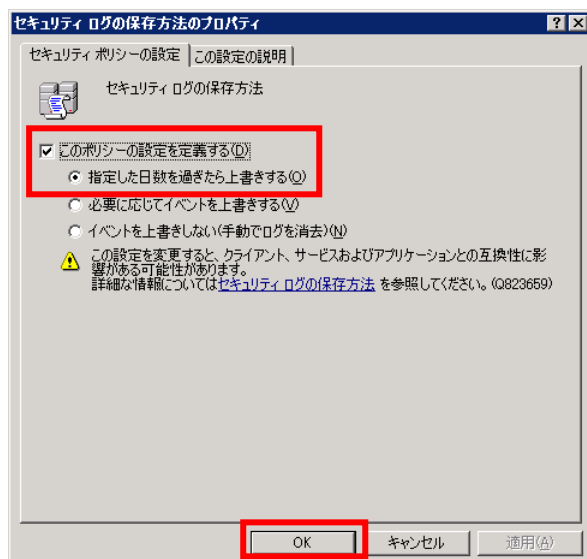 セキュリティ ログの保存方法のプロパティ
セキュリティ ポリシーの設定 この設定の説明
セキュリティ ログの保存方法
このポリシーの設定を定義する(D)
指定した日数を過ぎたら上書きする(O)
必要に応じてイベントを上書きする(V)
イベントを上書きしない(手動でログを消去)(N)
この設定を変更すると、クライアント、サービスおよびアプリケーションとの互換性に影
響がある可能性があります。
詳細な情報についてはセキュリティ ログの保存方法 を参照してください。(Q823659)
OK キャンセル 適用(A)